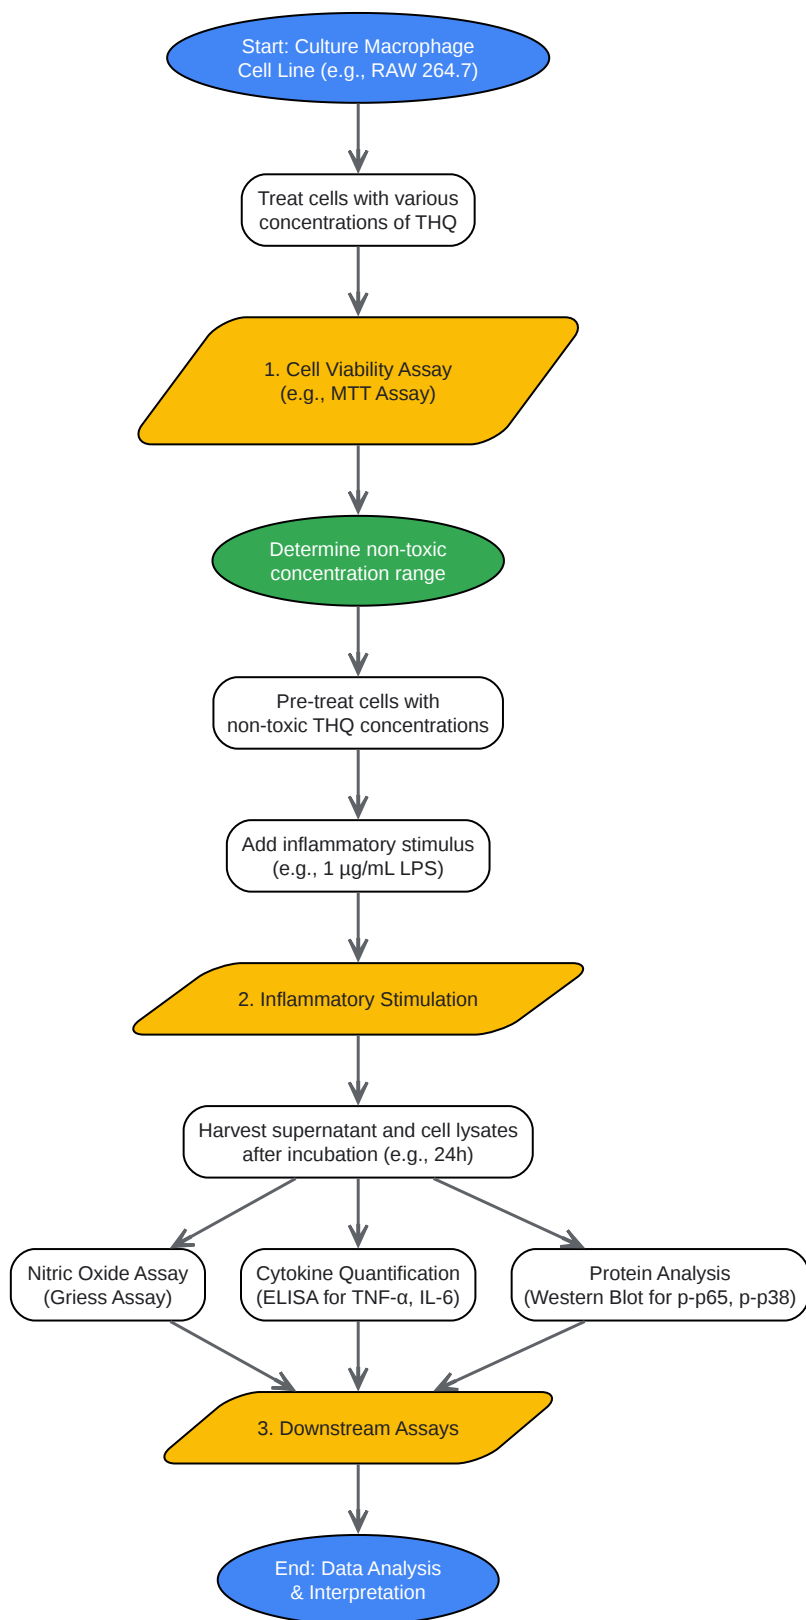 Start: Culture Macrophage
Cell Line (e.g., RAW 264.7)
Treat cells with various
concentrations of THQ
1. Cell Viability Assay
(e.g., MTT Assay)
Determine non-toxic
concentration range
Pre-treat cells with
non-toxic THQ concentrations
Add inflammatory stimulus
(e.g., 1 µg/mL LPS)
2. Inflammatory Stimulation
Harvest supernatant and cell lysates
after incubation (e.g., 24h)
Nitric Oxide Assay
(Griess Assay)
Cytokine Quantification
(ELISA for TNF-α, IL-6)
Protein Analysis
(Western Blot for p-p65, p-p38)
3. Downstream Assays
End: Data Analysis
& Interpretation